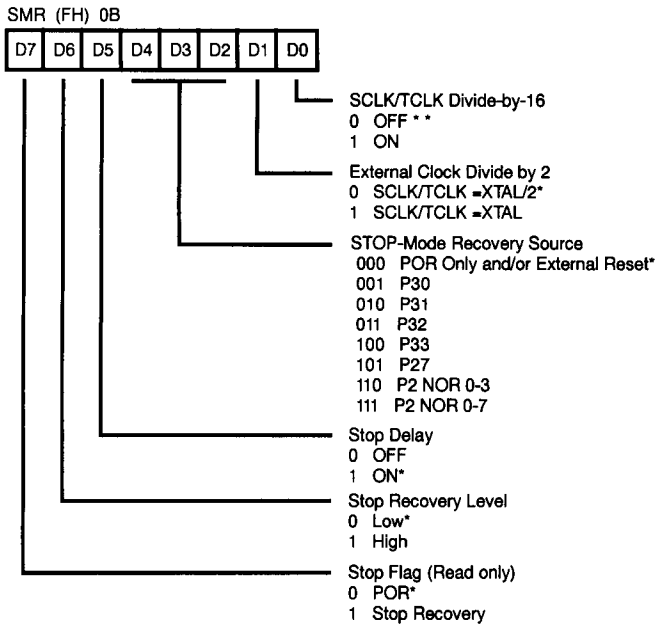 SMR (FH) 0B
D7 D6 D5 D4 D3 D2 D1 D0
SCLK/TCLK Divide-by-16
0 OFF * *
1 ON
External Clock Divide by 2
0 SCLK/TCLK =XTAL/2*
1 SCLK/TCLK =XTAL
STOP-Mode Recovery Source
000 POR Only and/or External Reset*
001 P30
010 P31
011 P32
100 P33
101 P27
110 P2 NOR 0-3
111 P2 NOR 0-7
Stop Delay
0 OFF
1 ON*
Stop Recovery Level
0 Low*
1 High
Stop Flag (Read only)
0 POR*
1 Stop Recovery